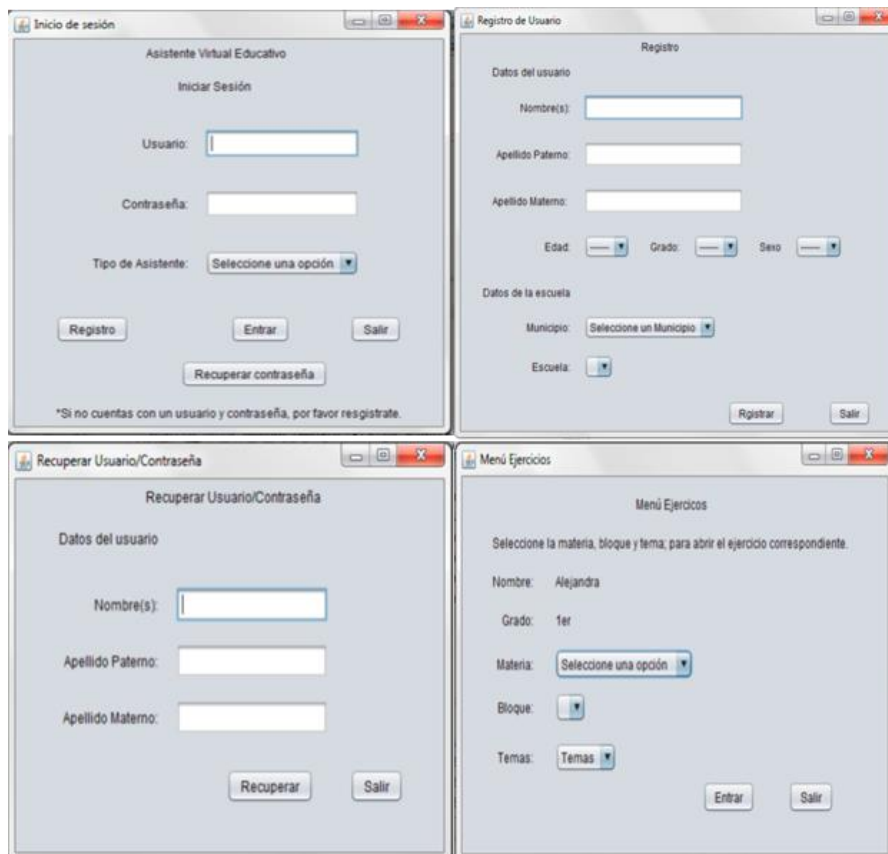 Inicio de sesión
Asistente Virtual Educativo
Iniciar Sesión
Usuario:
Contraseña:
Tipo de Asistente: Seleccione una opción
Registro Entrar Salir
Recuperar contraseña
*Si no cuentas con un usuario y contraseña, por favor resgistrate.
Registro de Usuario
Registro
Datos del usuario
Nombre(s):
Apellido Paterno:
Apellido Materno:
Edad: ----- Grado: ----- Sexo -----
Datos de la escuela
Municipio: Seleccione un Municipio
Escuela:
Rgistrar Salir
Recuperar Usuario/Contraseña
Recuperar Usuario/Contraseña
Datos del usuario
Nombre(s):
Apellido Paterno:
Apellido Materno:
Recuperar Salir
Menú Ejercicios
Menú Ejercicos
Seleccione la materia, bloque y tema; para abrir el ejercicio correspondiente.
Nombre: Alejandra
Grado: 1er
Materia: Seleccione una opción
Bloque:
Temas: Temas
Entrar Salir